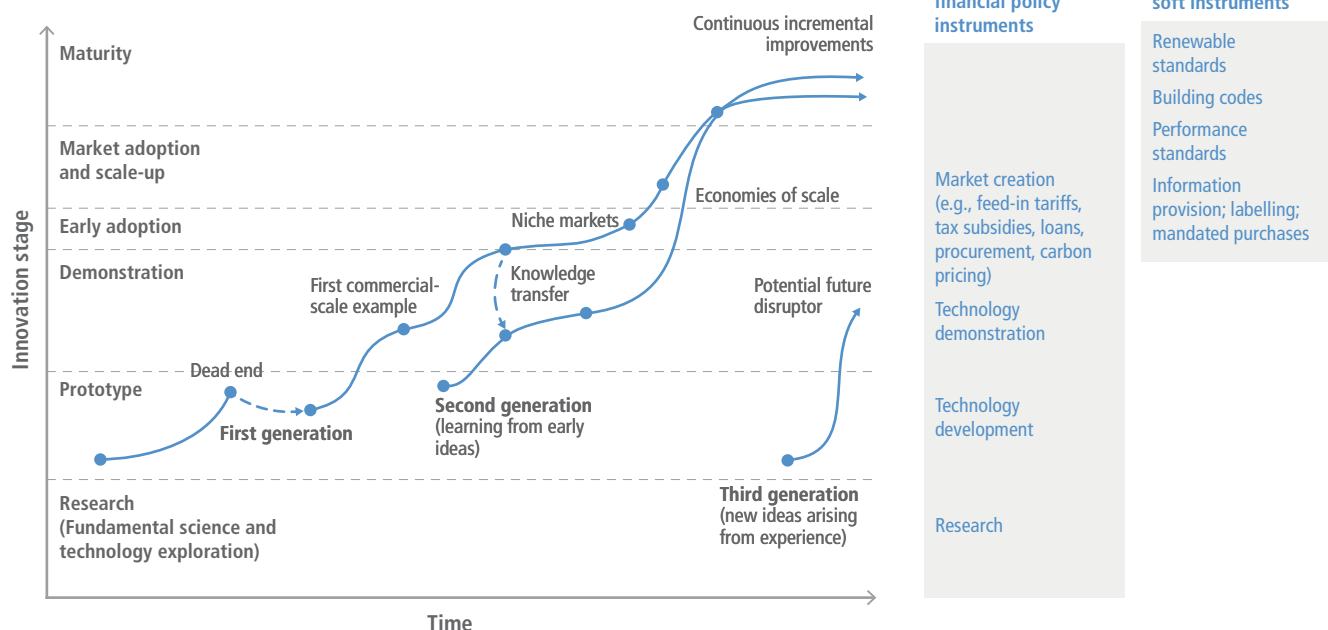 Continuous incremental
improvements
Maturity
Market adoption
and scale-up
Economies of scale
Early adoption
Niche markets
Demonstration
Knowledge
transfer
First commercial-
scale example
Potential future
disruptor
Dead end
Prototype
First generation
Second generation
(learning from early
ideas)
Third generation
(new ideas arising
from experience)
Research
(Fundamental science and
technology exploration)
Innovation stage
Time
financial policy
instruments
Market creation
(e.g., feed-in tariffs,
tax subsidies, loans,
procurement, carbon
pricing)
Technology
demonstration
Technology
development
Research
soft instruments
Renewable
standards
Building codes
Performance
standards
Information
provision; labelling;
mandated purchases